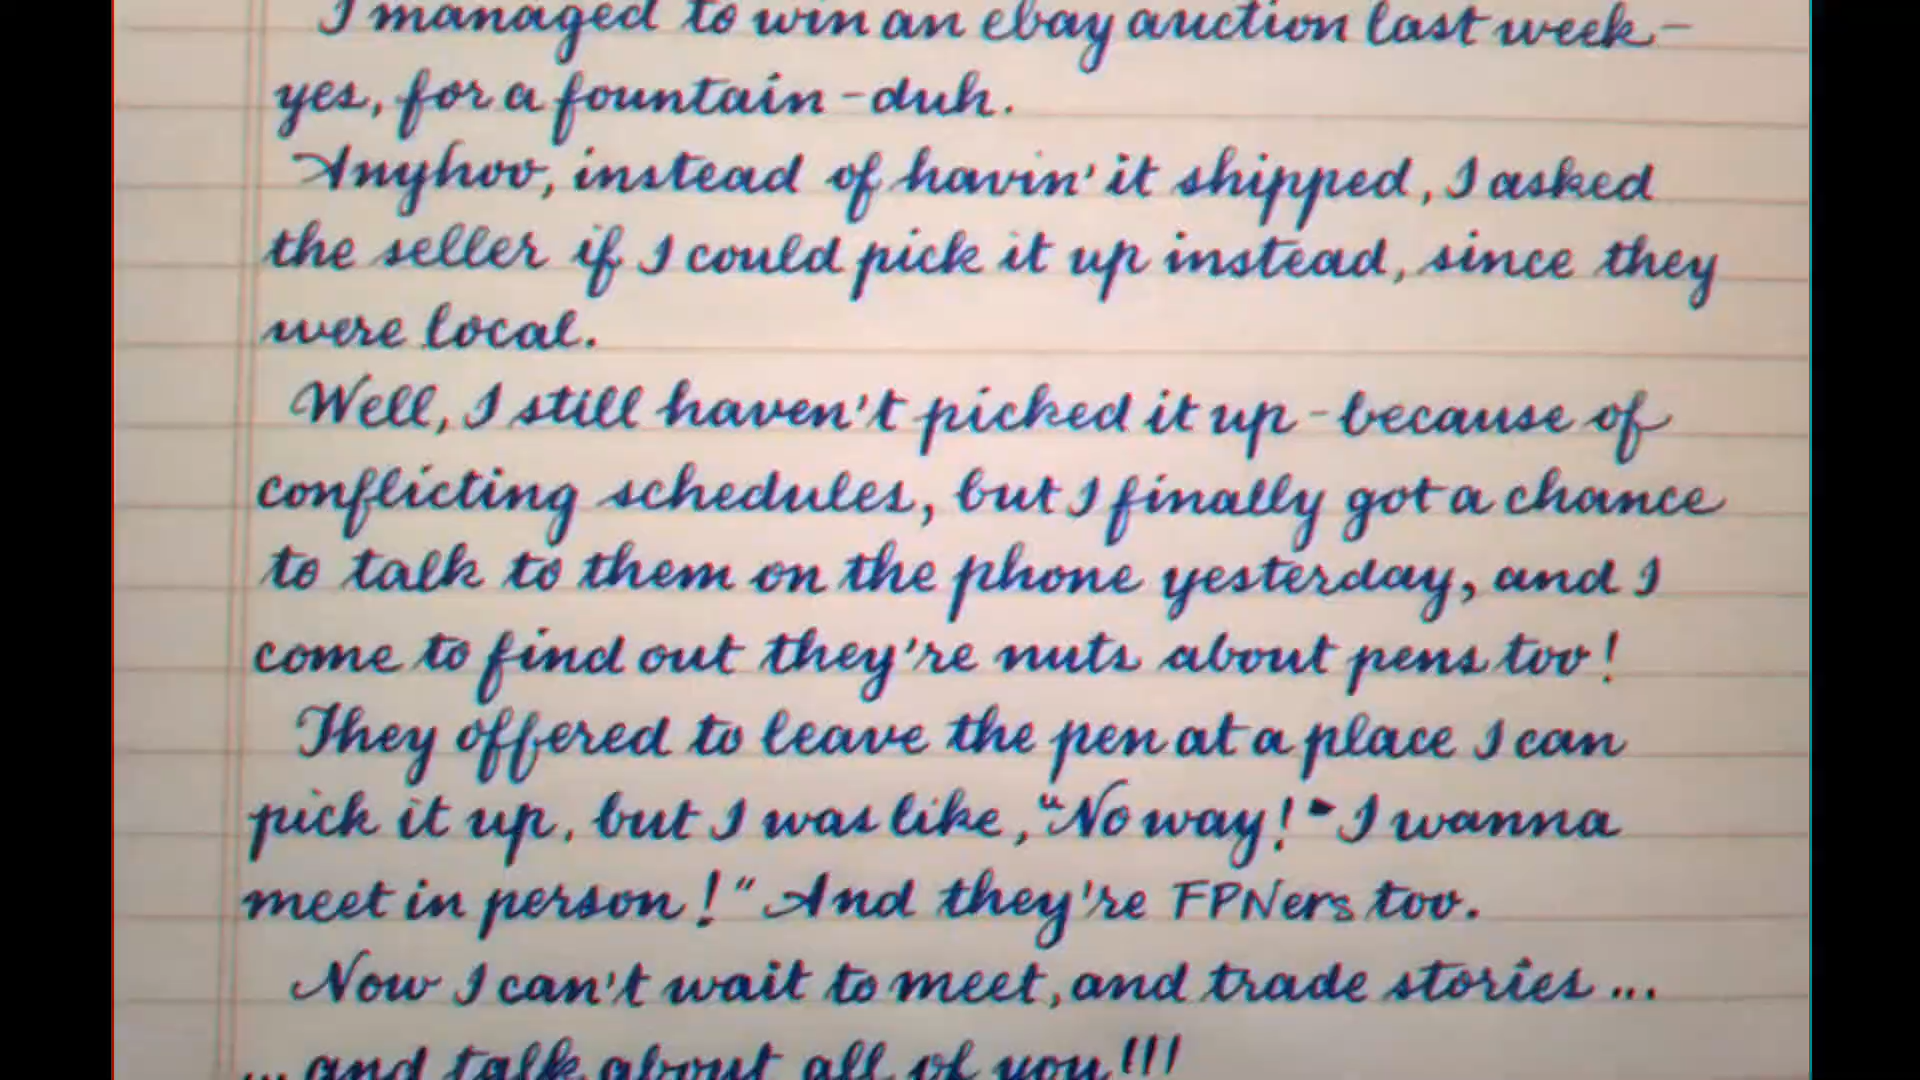 I managed to win an ebay auction last week-
yes, for a fountain - duh.
Anyhoo, instead of havin' it shipped, I asked
the seller if I could pick it up instead, since they
were local.
Well, I still haven't picked it up - because of
conflicting schedules, but I finally got a chance
to talk to them on the phone yesterday, and I
come to find out they're nuts about pens too!
They offered to leave the pen at a place I can
pick it up, but I was like, "No way! - I wanna
meet in person!" And they're FPNers too.
Now I can't wait to meet, and trade stories...
... and talk about all of you!!!